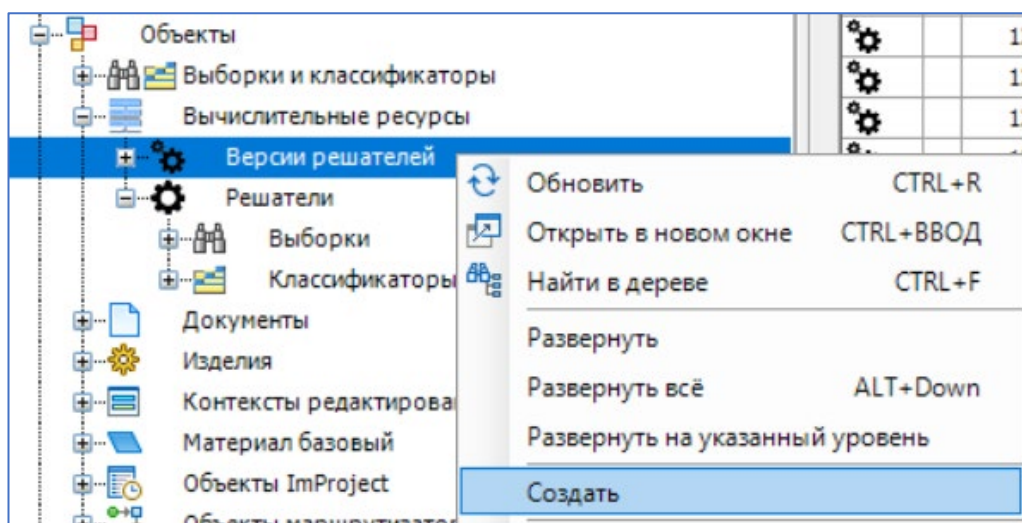 Объекты
Выборки и классификаторы
Вычислительные ресурсы
Версии решателей
Решатели
Выборки
Классификаторы
Документы
Изделия
Контексты
Материал базовый
Объекты ImProject
Объекты
Обновить CTRL+R
Открыть в новом окне CTRL+ВВОД
Найти в дереве CTRL+F
Развернуть
Развернуть всё ALT+Down
Развернуть на указанный уровень
Создать